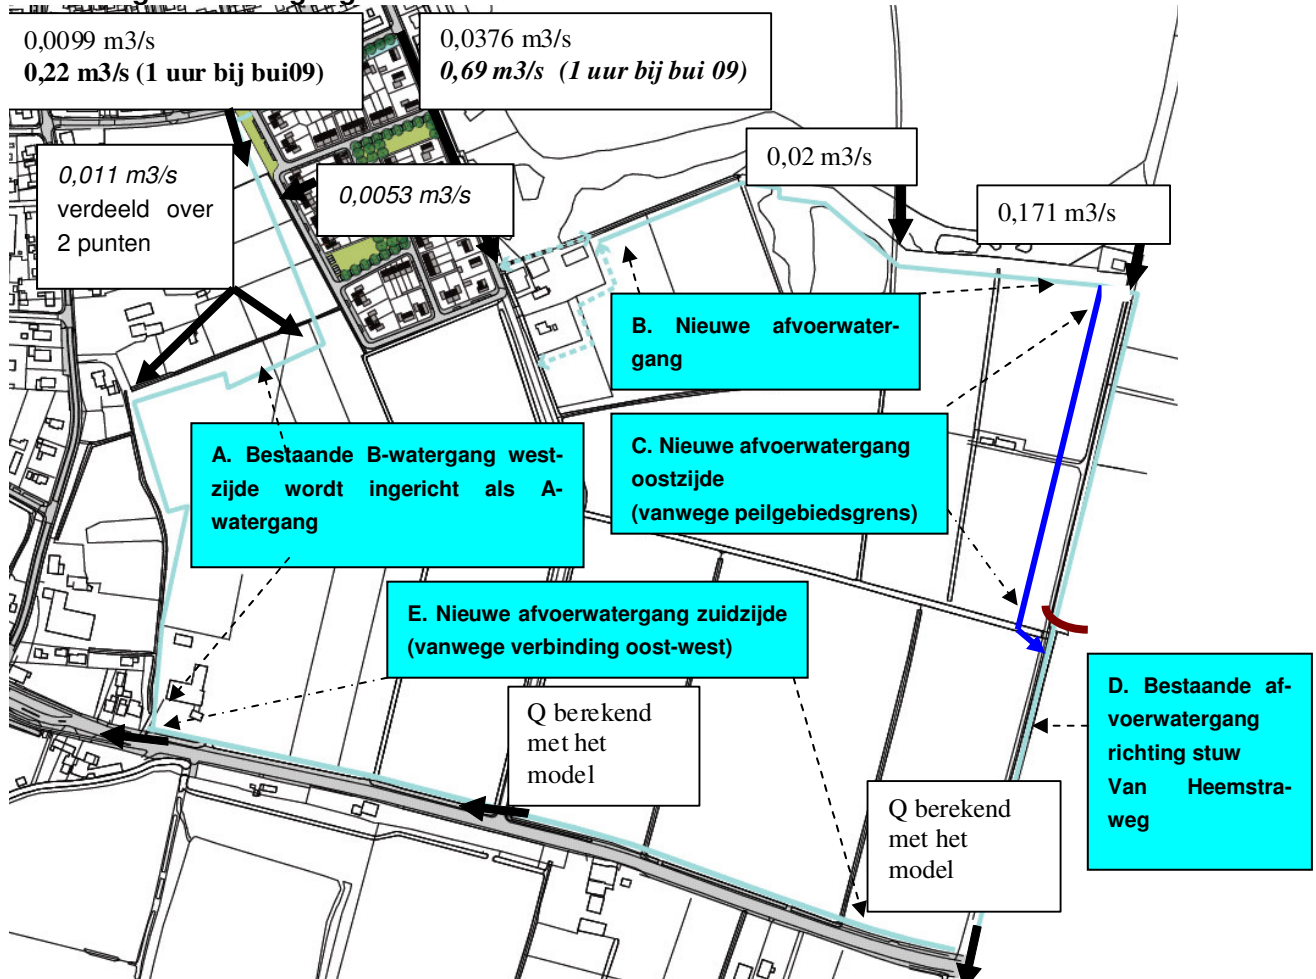 0,0099 m3/s
0,22 m3/s (1 uur bij bui09)
0,0376 m3/s
0,69 m3/s (1 uur bij bui 09)
0,011 m3/s
verdeeld over
2 punten
0,0053 m3/s
0,02 m3/s
0,171 m3/s
B. Nieuwe afvoerwater-
gang
A. Bestaande B-watergang west-
zijde wordt ingericht als A-
watergang
C. Nieuwe afvoerwatergang
oostzijde
(vanwege peilgebiedsgrens)
E. Nieuwe afvoerwatergang zuidzijde
(vanwege verbinding oost-west)
D. Bestaande af-
voerwatergang
richting stuw
Van Heemstra-
weg
Q berekend
met het
model
Q berekend
met het
model